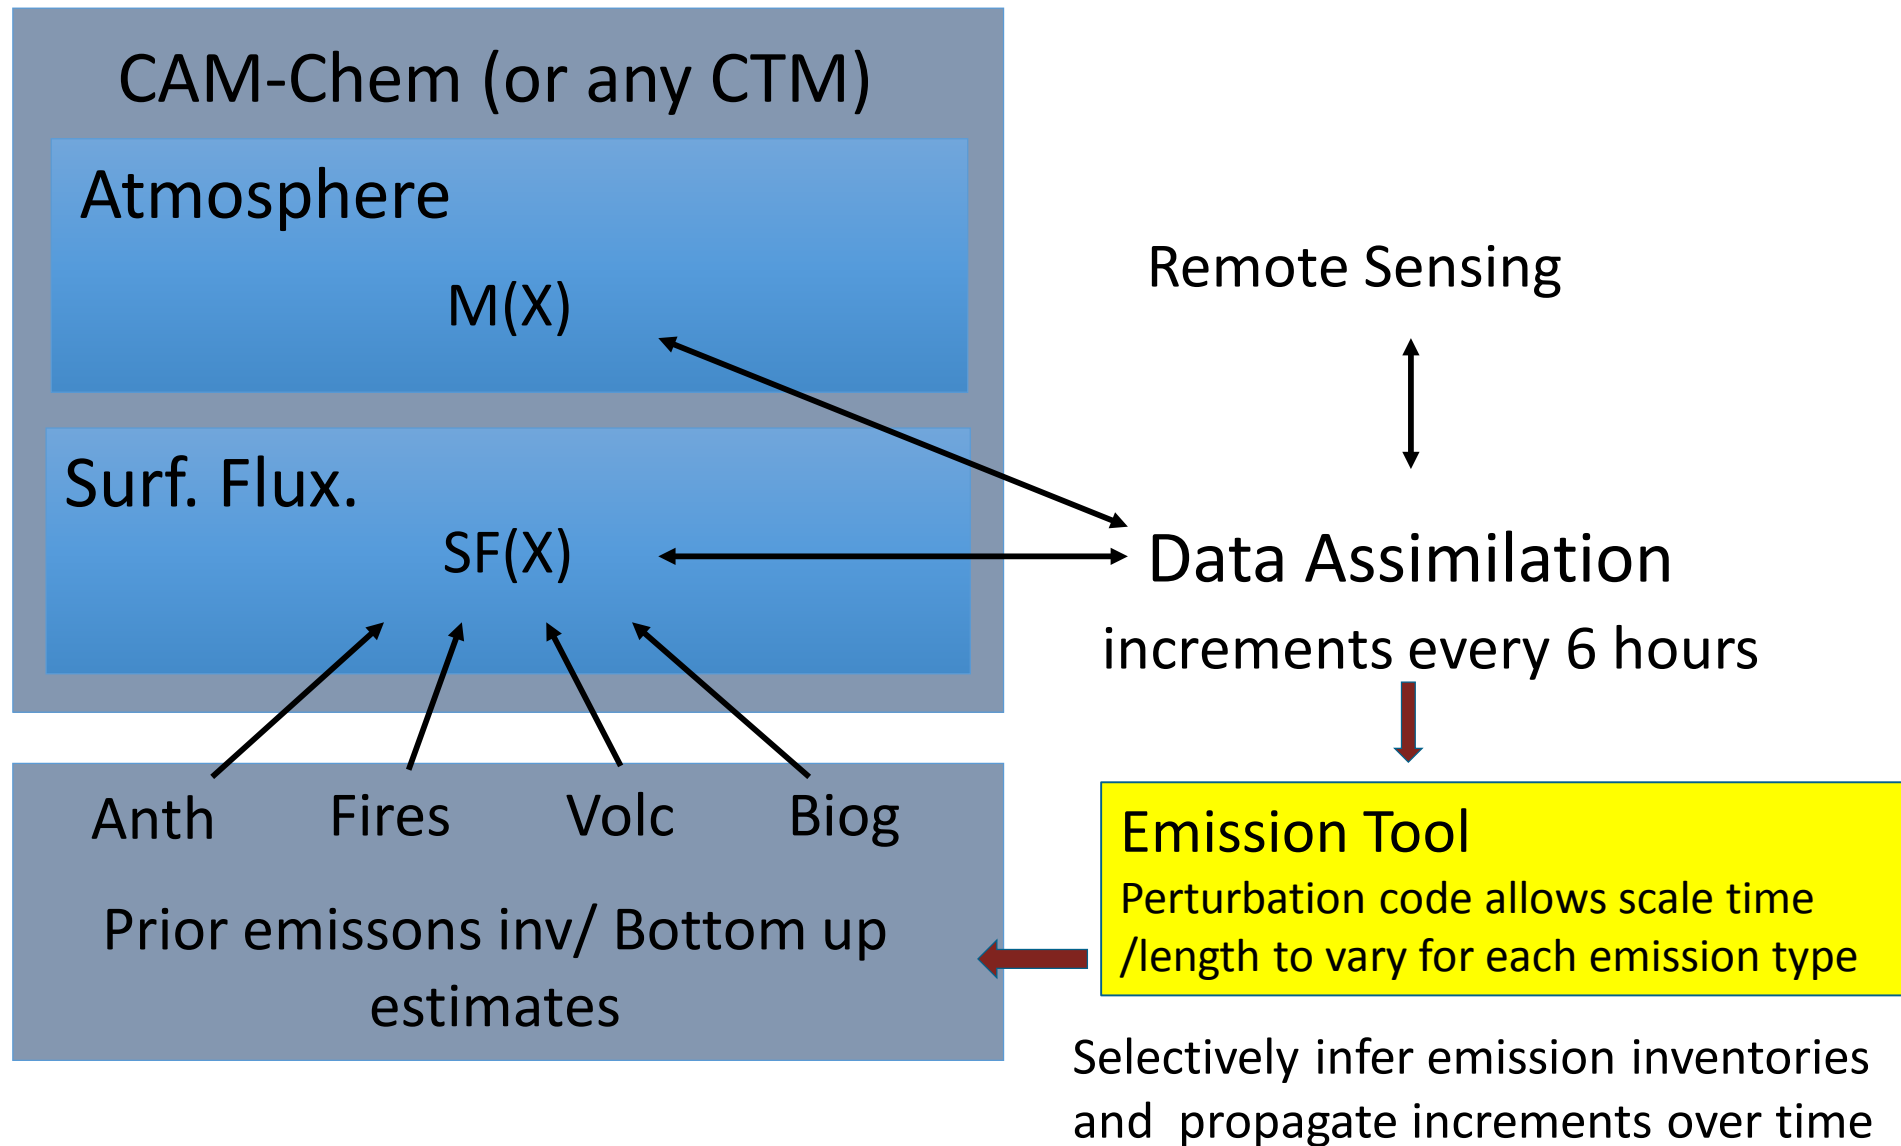 CAM-Chem (or any CTM)
Atmosphere
M(X)
Surf. Flux.
SF(X)
Anth Fires Volc Biog
Prior emissons inv/ Bottom up
estimates
Remote Sensing
Data Assimilation
increments every 6 hours
Emission Tool
Perturbation code allows scale time
/length to vary for each emission type
Selectively infer emission inventories
and propagate increments over time